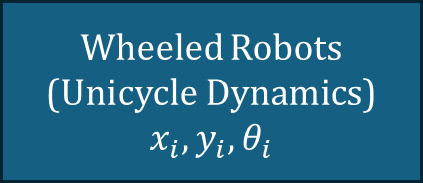 Wheeled Robots
(Unicycle Dynamics)
𝑥ᵢ, 𝑦ᵢ, 𝜃ᵢ